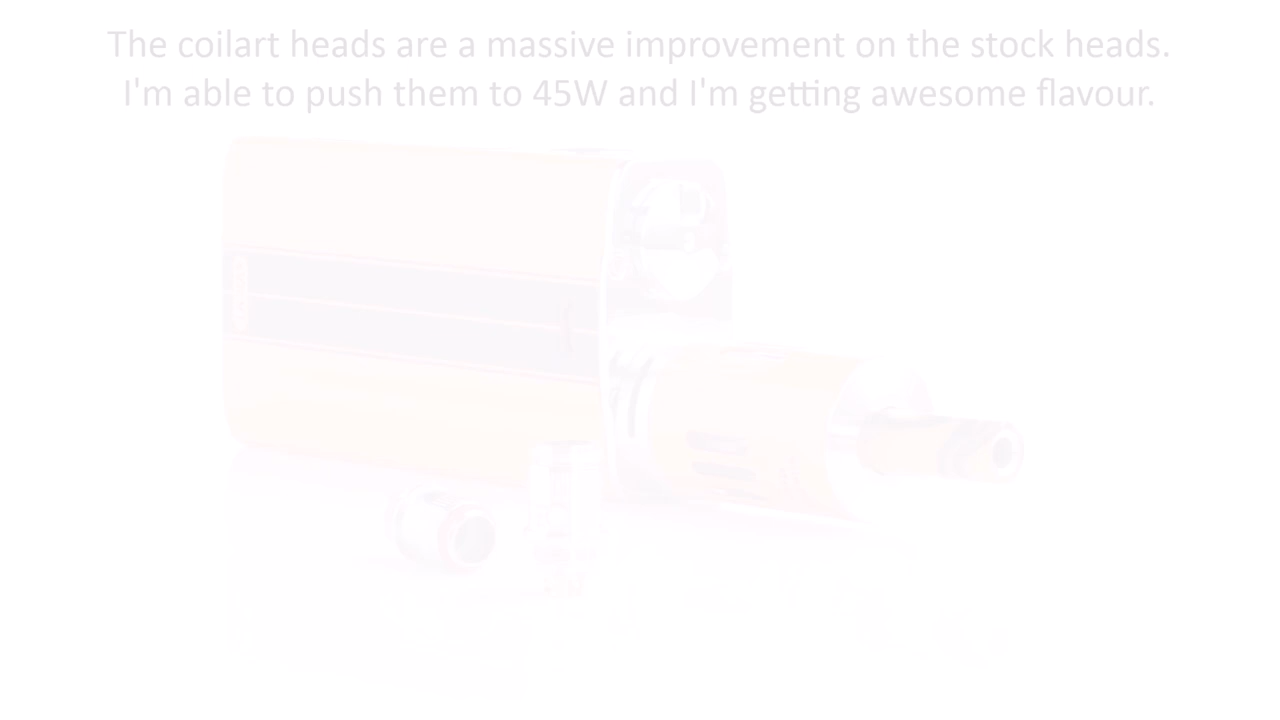 The coilart heads are a massive improvement on the stock heads.
I'm able to push them to 45W and I'm getting awesome flavour.